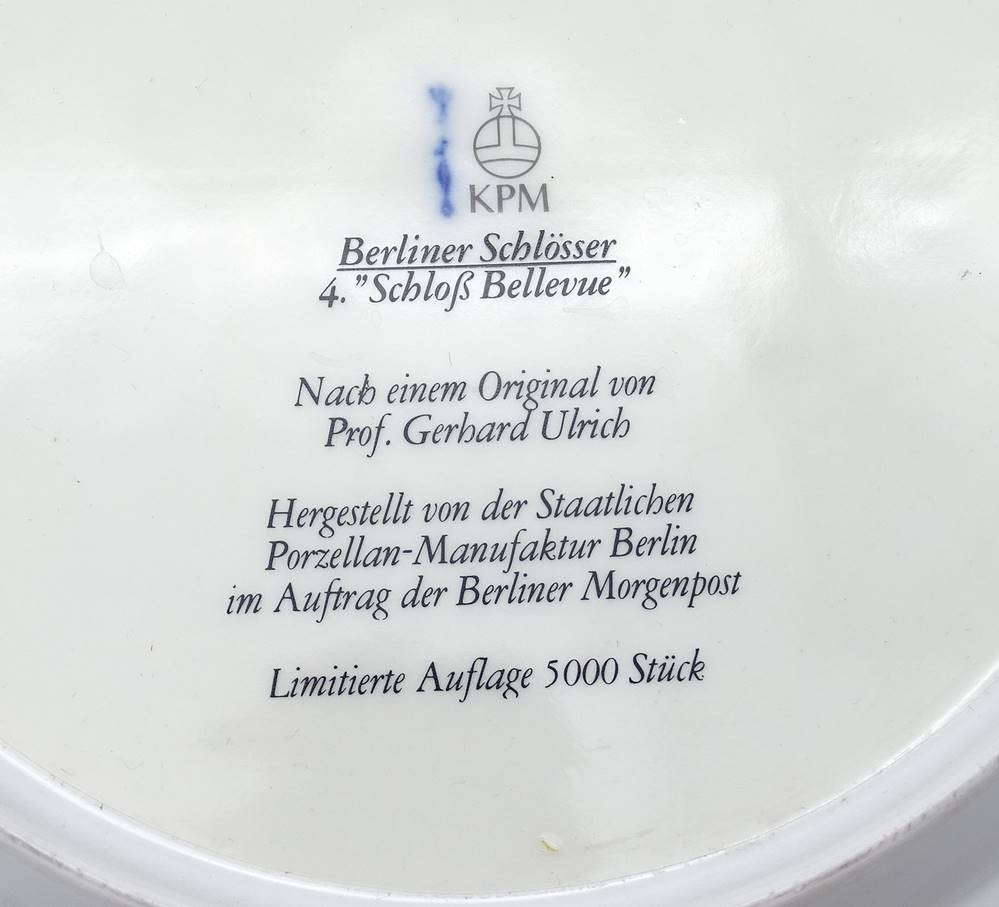 KPM
Berliner Schlösser
4. ”Schloß Bellevue”
Nach einem Original von
Prof. Gerhard Ulrich
Hergestellt von der Staatlichen
Porzellan-Manufaktur Berlin
im Auftrag der Berliner Morgenpost
Limitierte Auflage 5000 Stück